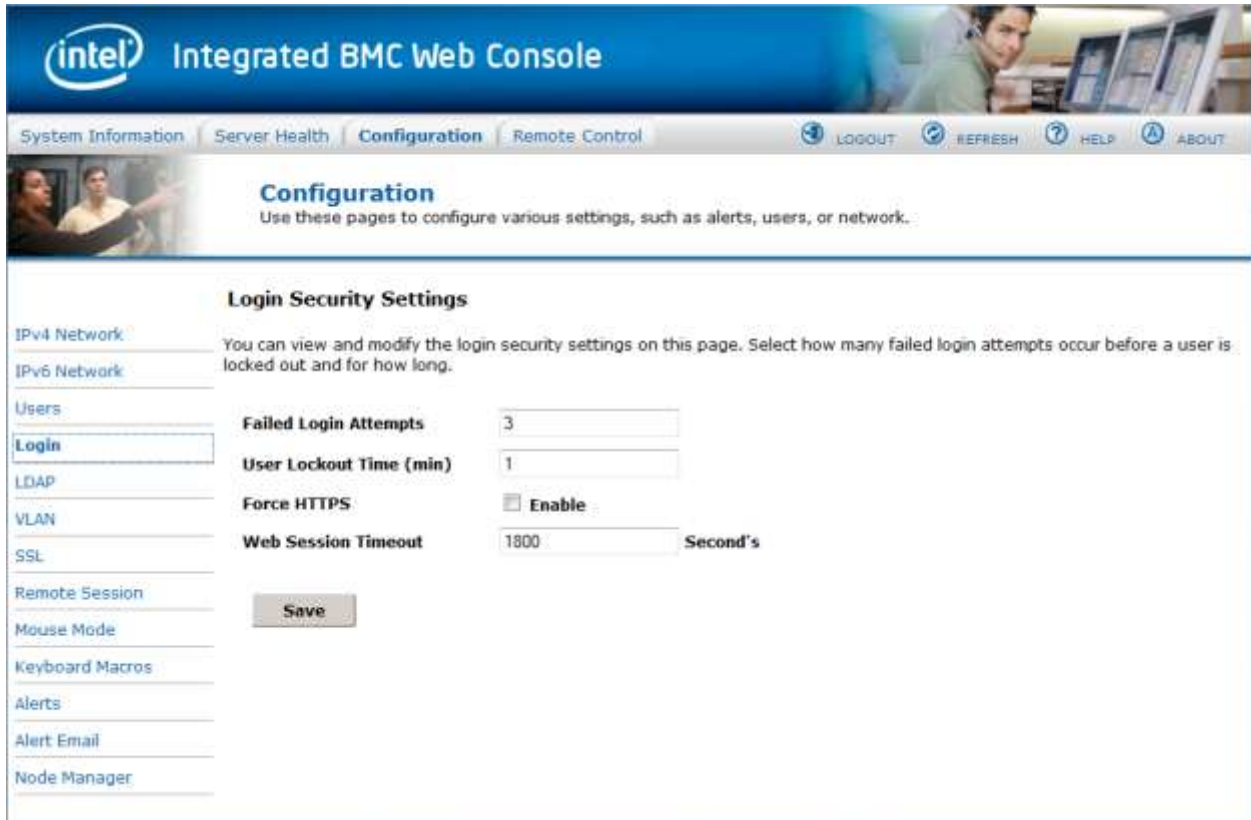 intel Integrated BMC Web Console
System Information Server Health Configuration Remote Control LOGOUT REFRESH HELP ABOUT
Configuration
Use these pages to configure various settings, such as alerts, users, or network.
Login Security Settings
You can view and modify the login security settings on this page. Select how many failed login attempts occur before a user is
locked out and for how long.
IPv4 Network
IPv6 Network
Users
Login
LDAP
VLAN
SSL
Remote Session
Mouse Mode
Keyboard Macros
Alerts
Alert Email
Node Manager
Failed Login Attempts 3
User Lockout Time (min) 1
Force HTTPS Enable
Web Session Timeout 1800 Second's
Save